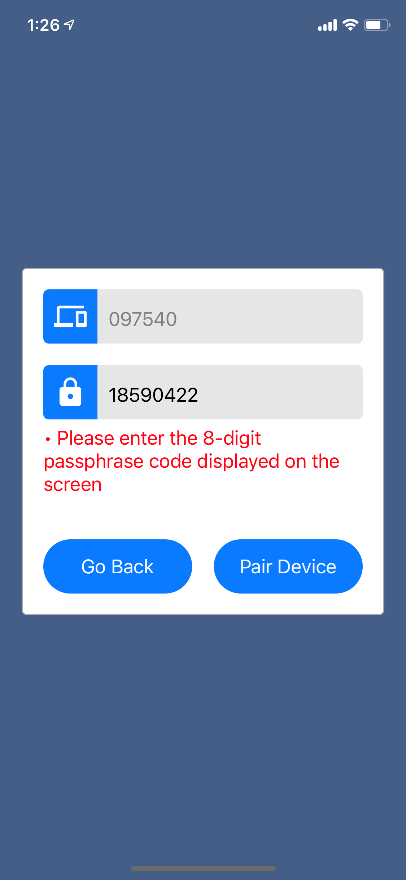 1:26
097540
18590422
• Please enter the 8-digit
passphrase code displayed on the
screen
Go Back
Pair Device